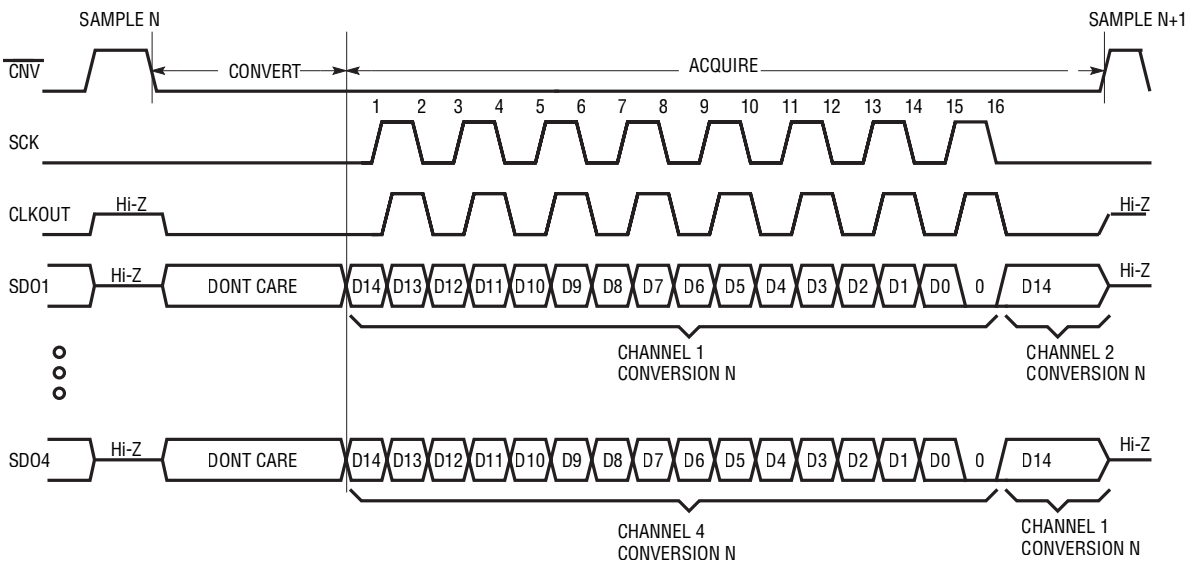 SAMPLE N
SAMPLE N+1
CNV
CONVERT
ACQUIRE
1 2 3 4 5 6 7 8 9 10 11 12 13 14 15 16
SCK
CLKOUT
Hi-Z
Hi-Z
SDO1
Hi-Z
DONT CARE
D14 D13 D12 D11 D10 D9 D8 D7 D6 D5 D4 D3 D2 D1 D0 0 D14
Hi-Z
CHANNEL 1
CONVERSION N
CHANNEL 2
CONVERSION N
SDO4
Hi-Z
DONT CARE
D14 D13 D12 D11 D10 D9 D8 D7 D6 D5 D4 D3 D2 D1 D0 0 D14
Hi-Z
CHANNEL 4
CONVERSION N
CHANNEL 1
CONVERSION N